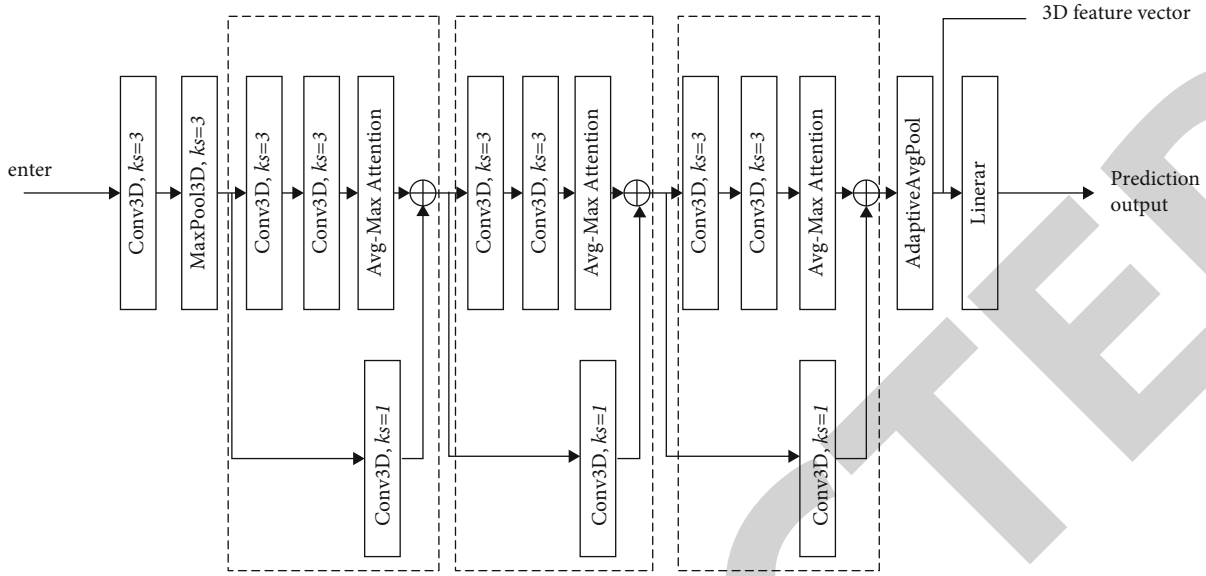 3D feature vector
enter
Conv3D, ks=3
MaxPool3D, ks=3
Conv3D, ks=3
Conv3D, ks=3
Avg-Max Attention
Conv3D, ks=1
Conv3D, ks=3
Conv3D, ks=3
Avg-Max Attention
Conv3D, ks=1
Conv3D, ks=3
Conv3D, ks=3
Avg-Max Attention
Conv3D, ks=1
AdaptiveAvgPool
Linerar
Prediction
output
CTED